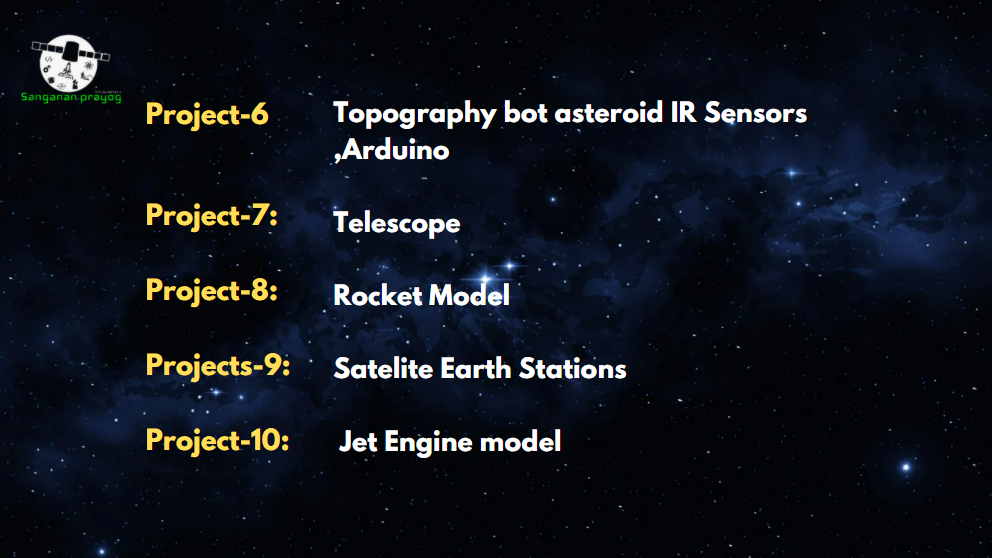 Sanganan prayog
Project-6
Topography bot asteroid IR Sensors
,Arduino
Project-7:
Telescope
Project-8:
Rocket Model
Projects-9:
Satelite Earth Stations
Project-10:
Jet Engine model